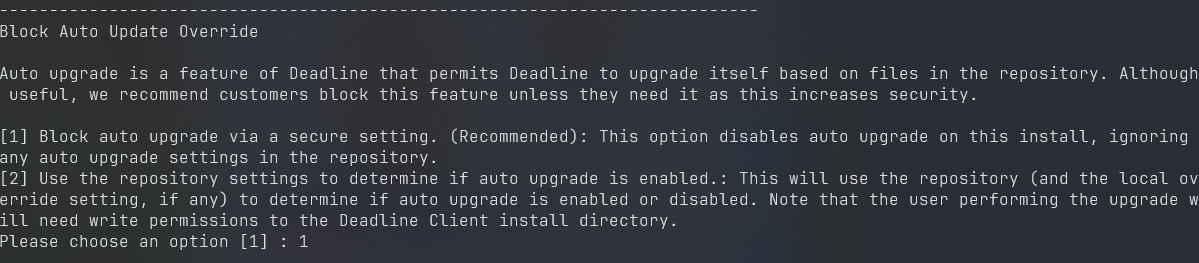 ----------------------------------------------------------------------------
Block Auto Update Override
Auto upgrade is a feature of Deadline that permits Deadline to upgrade itself based on files in the repository. Although
 useful, we recommend customers block this feature unless they need it as this increases security.
[1] Block auto upgrade via a secure setting. (Recommended): This option disables auto upgrade on this install, ignoring
any auto upgrade settings in the repository.
[2] Use the repository settings to determine if auto upgrade is enabled.: This will use the repository (and the local ov
erride setting, if any) to determine if auto upgrade is enabled or disabled. Note that the user performing the upgrade w
ill need write permissions to the Deadline Client install directory.
Please choose an option [1] : 1